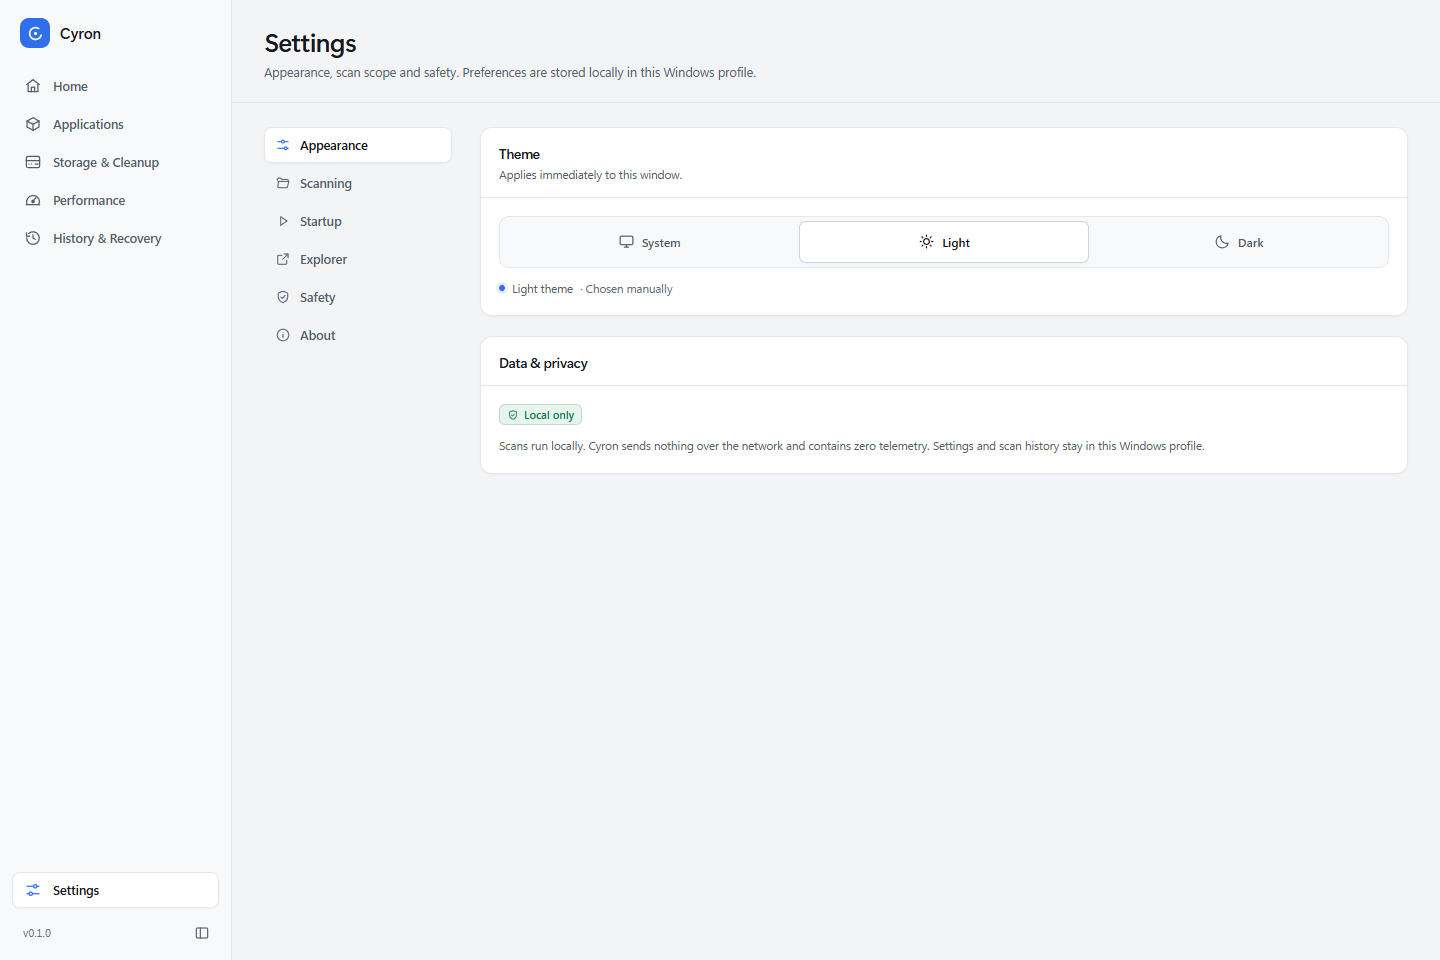 Cyron
Home
Applications
Storage & Cleanup
Performance
History & Recovery
Settings
v0.1.0
Settings
Appearance, scan scope and safety. Preferences are stored locally in this Windows profile.
Appearance
Scanning
Startup
Explorer
Safety
About
Theme
Applies immediately to this window.
System
Light
Dark
Light theme · Chosen manually
Data & privacy
Local only
Scans run locally. Cyron sends nothing over the network and contains zero telemetry. Settings and scan history stay in this Windows profile.